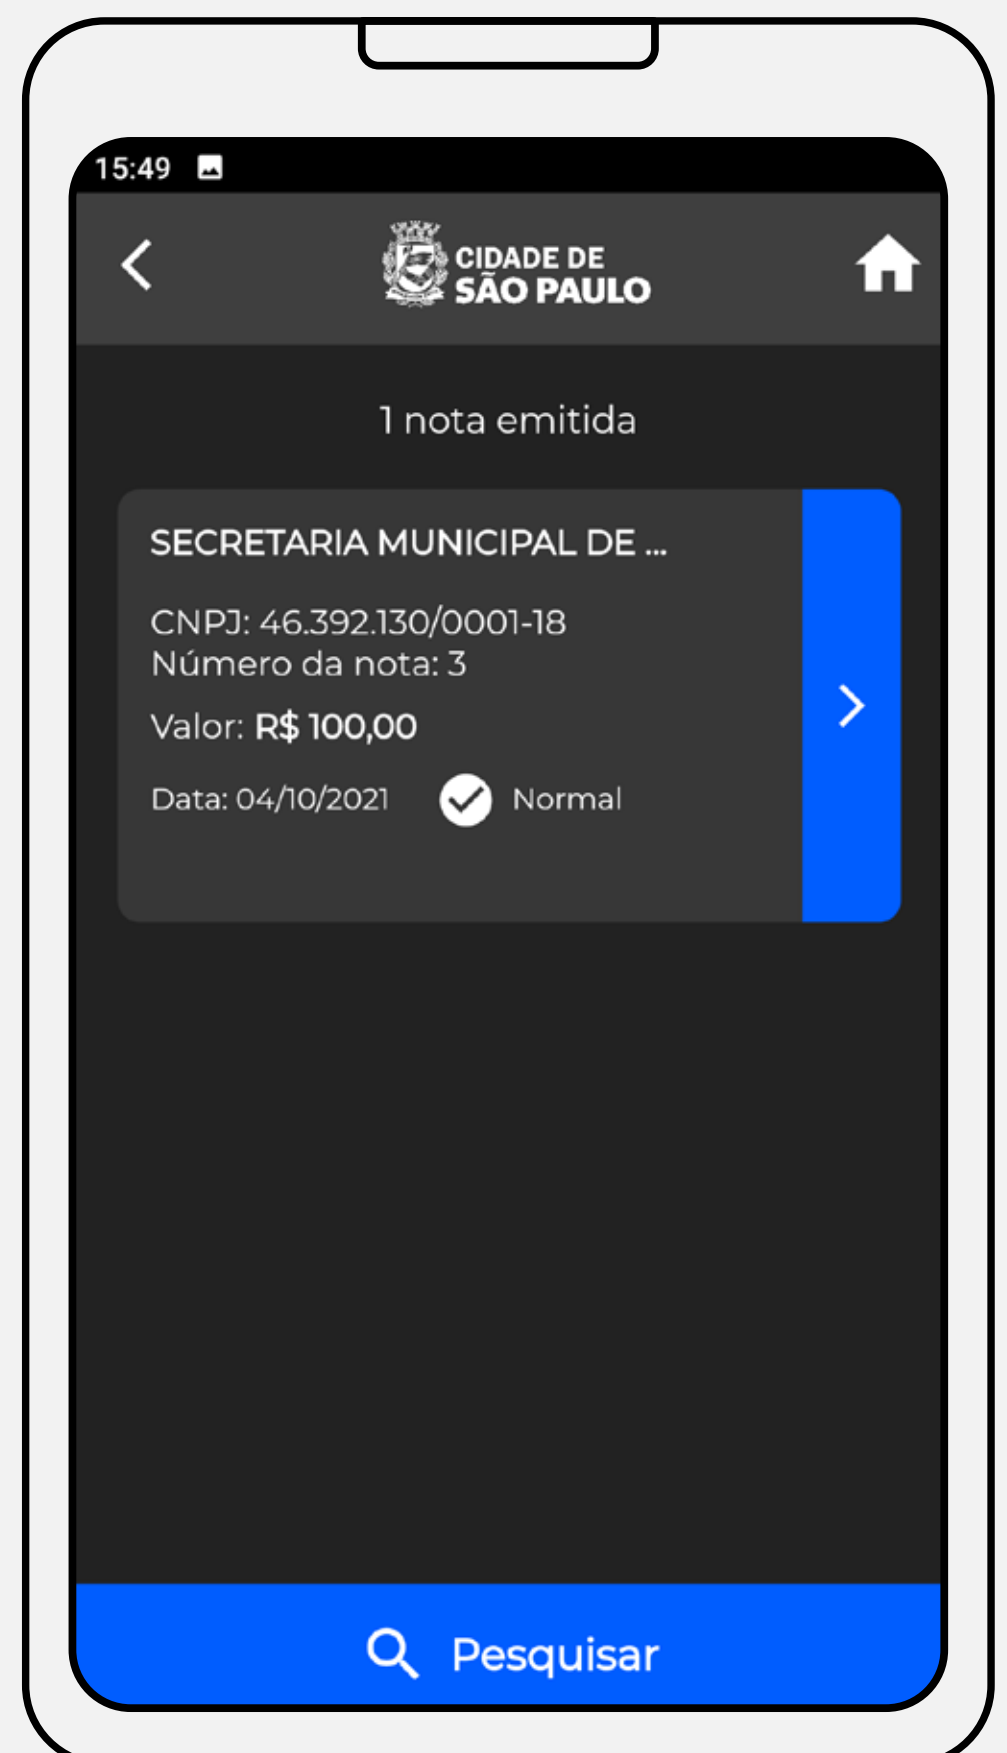 15:49
CIDADE DE
SÃO PAULO
1 nota emitida
SECRETARIA MUNICIPAL DE ...
CNPJ: 46.392.130/0001-18
Número da nota: 3
Valor: R$ 100,00
Data: 04/10/2021 Normal
Pesquisar